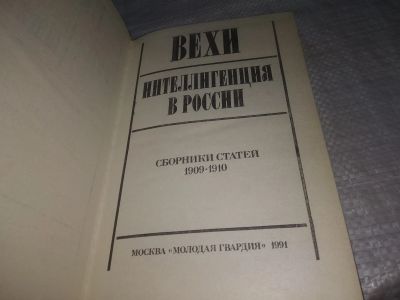 ВЕХИ
ИНТЕЛЛИГЕНЦИЯ
В РОССИИ
СБОРНИКИ СТАТЕЙ
1909-1910
МОСКВА «МОЛОДАЯ ГВАРДИЯ» 1991